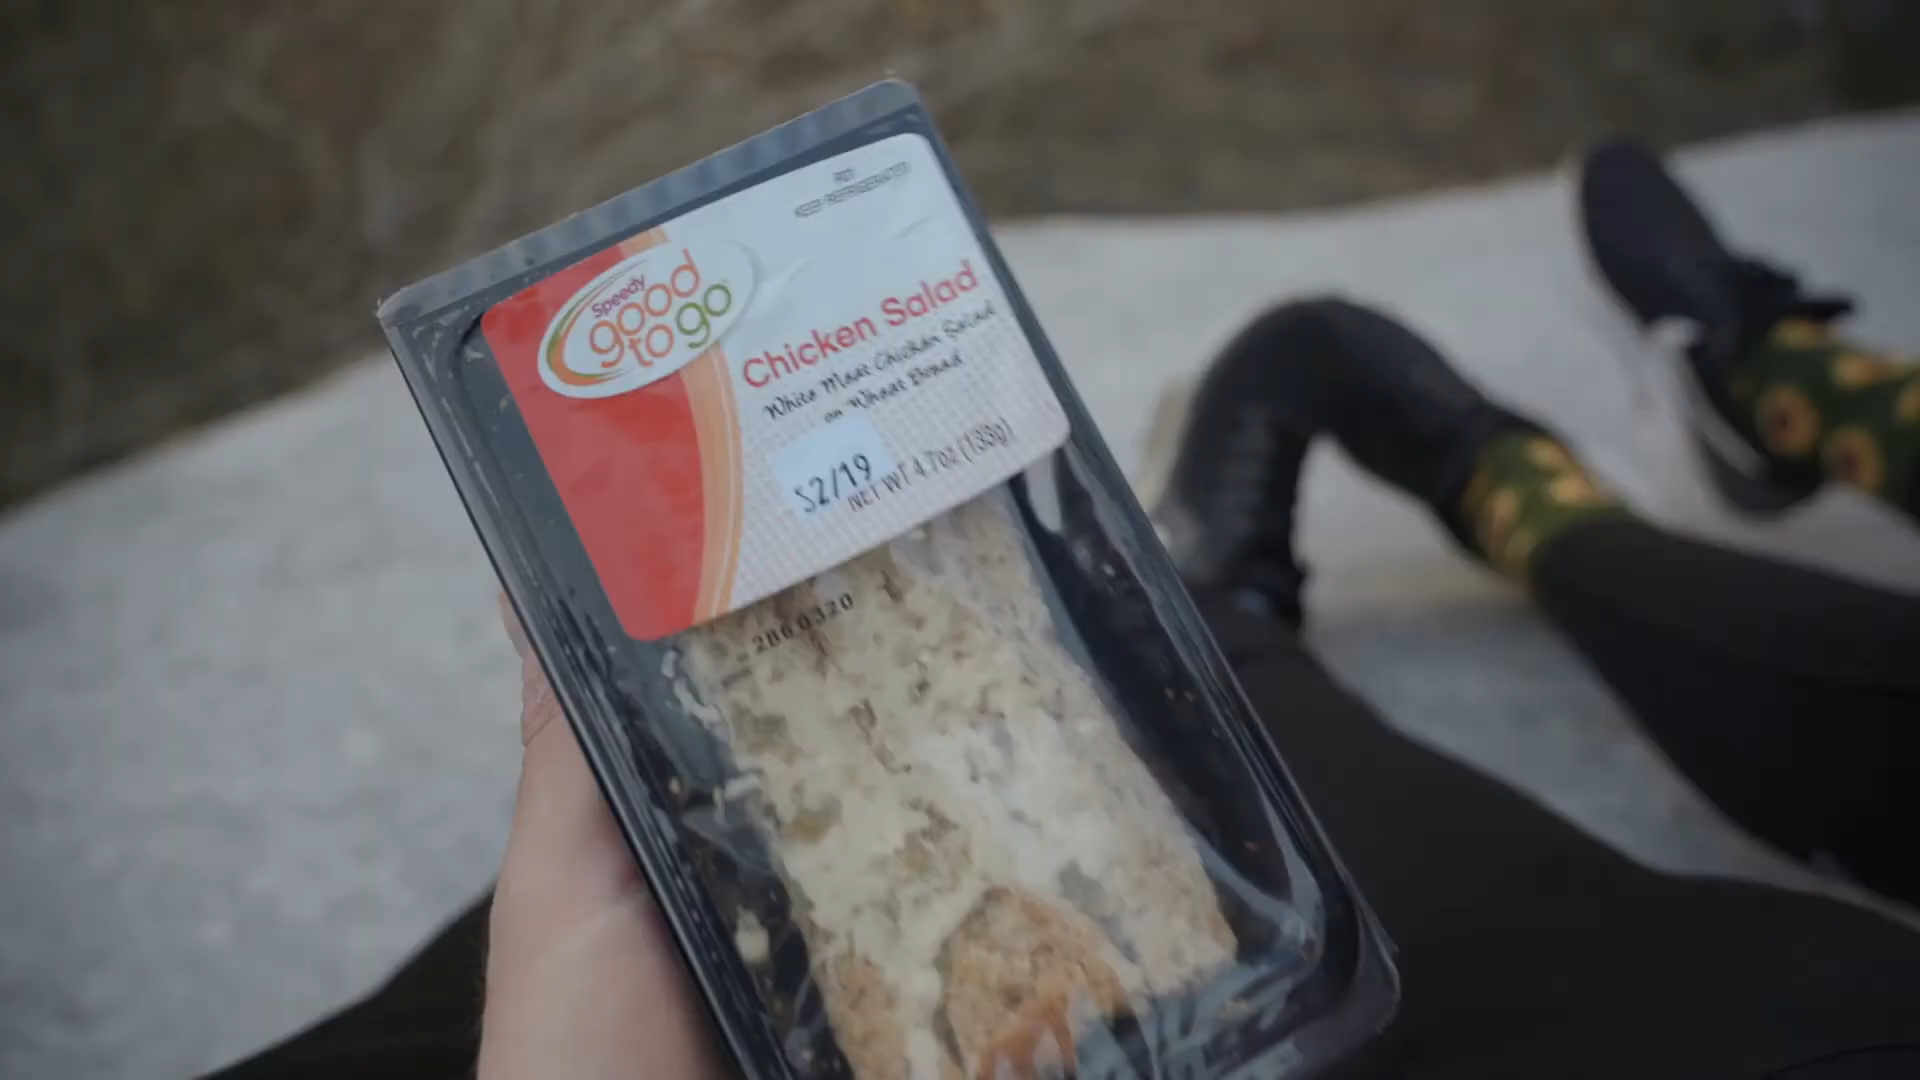 KEEP REFRIGERATED
Speedy
good
to go
Chicken Salad
White Meat Chicken Salad
on Wheat Bread
S2/19
NET WT 4.7oz (133g)
2860320